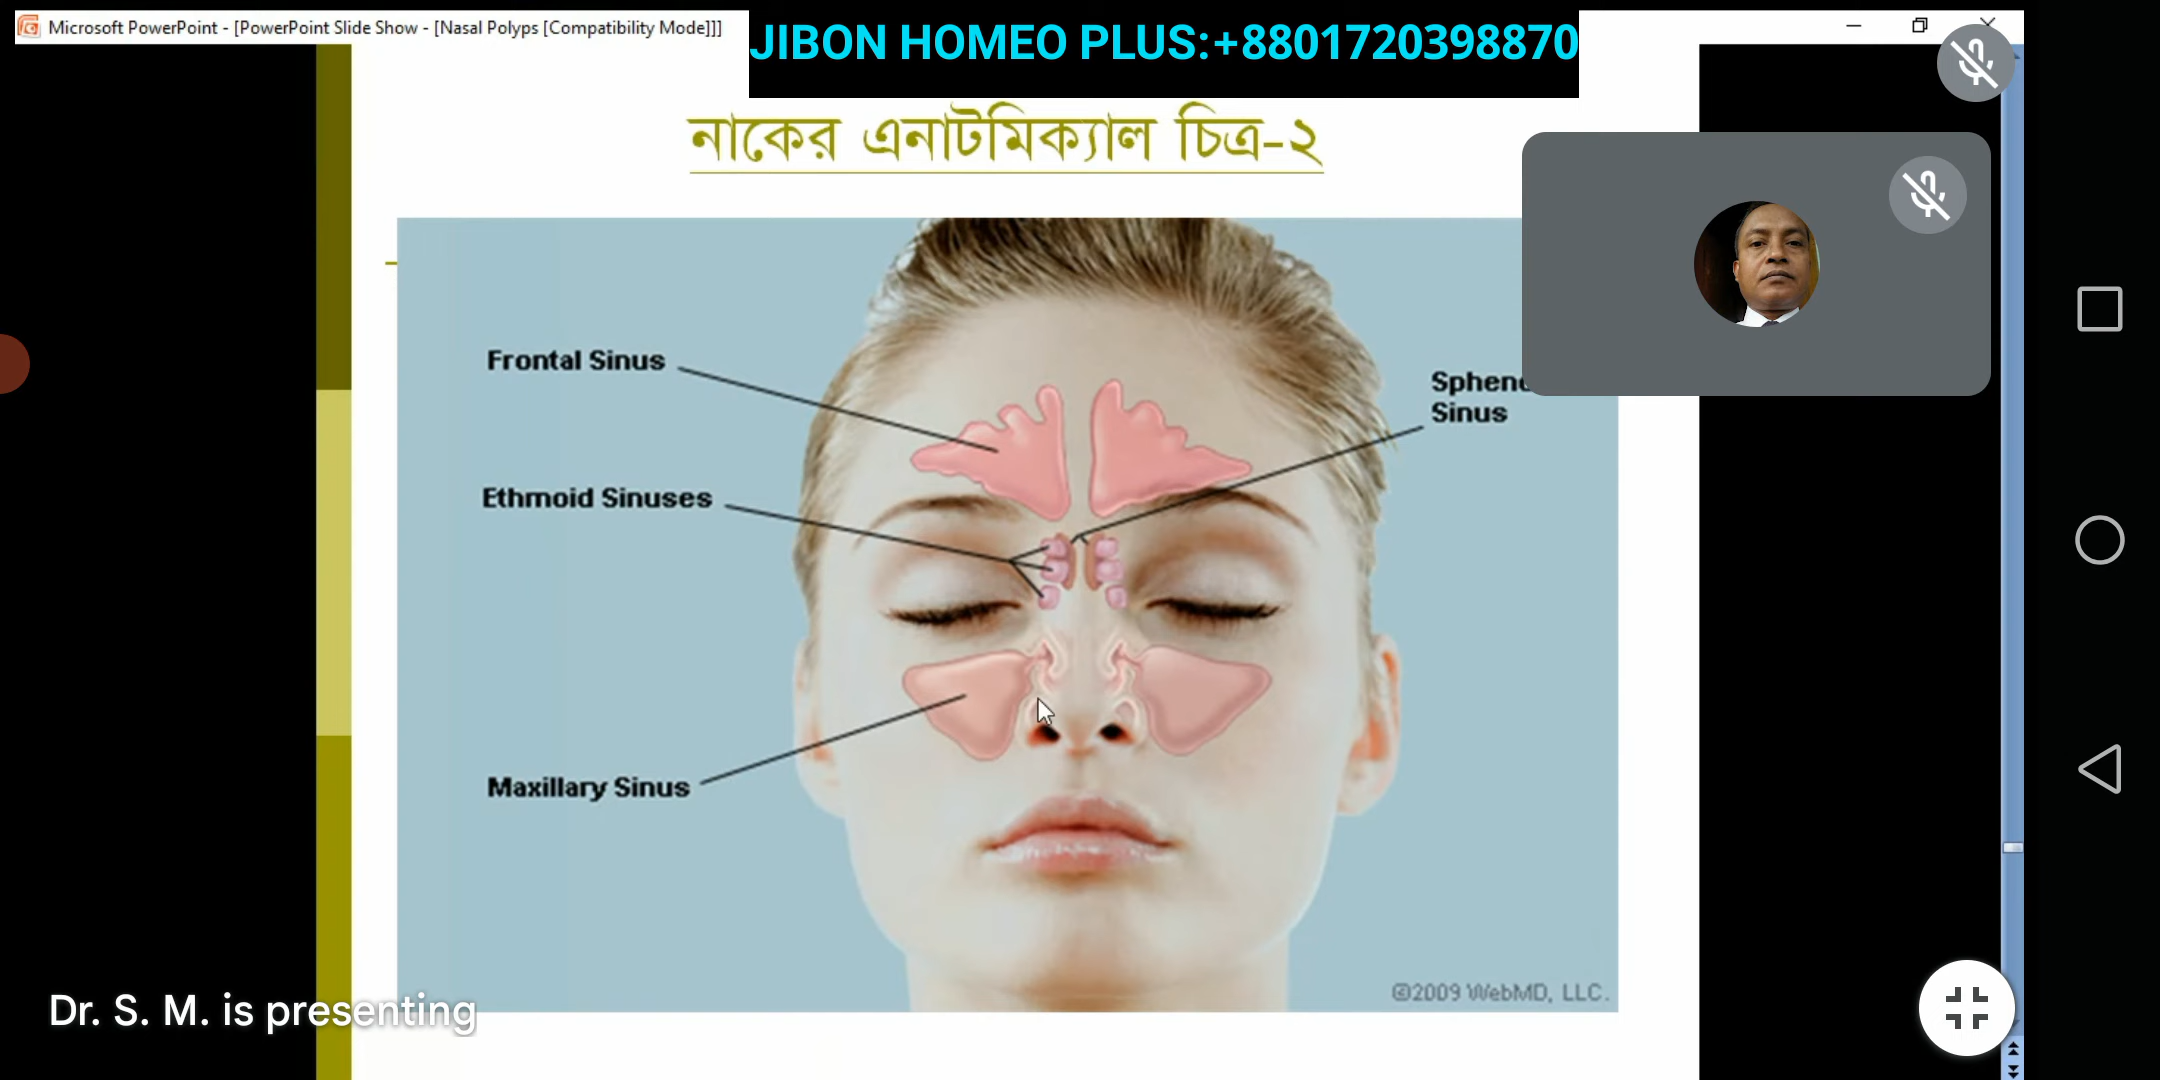 Microsoft PowerPoint - [PowerPoint Slide Show - [Nasal Polyps [Compatibility Mode]]]
JIBON HOMEO PLUS:+8801720398870
নাকের এনাটমিক্যাল চিত্র-২
Frontal Sinus
Sinus
Ethmoid Sinuses
Maxillary Sinus
©2009 WebMD, LLC.
Dr. S. M. is presenting